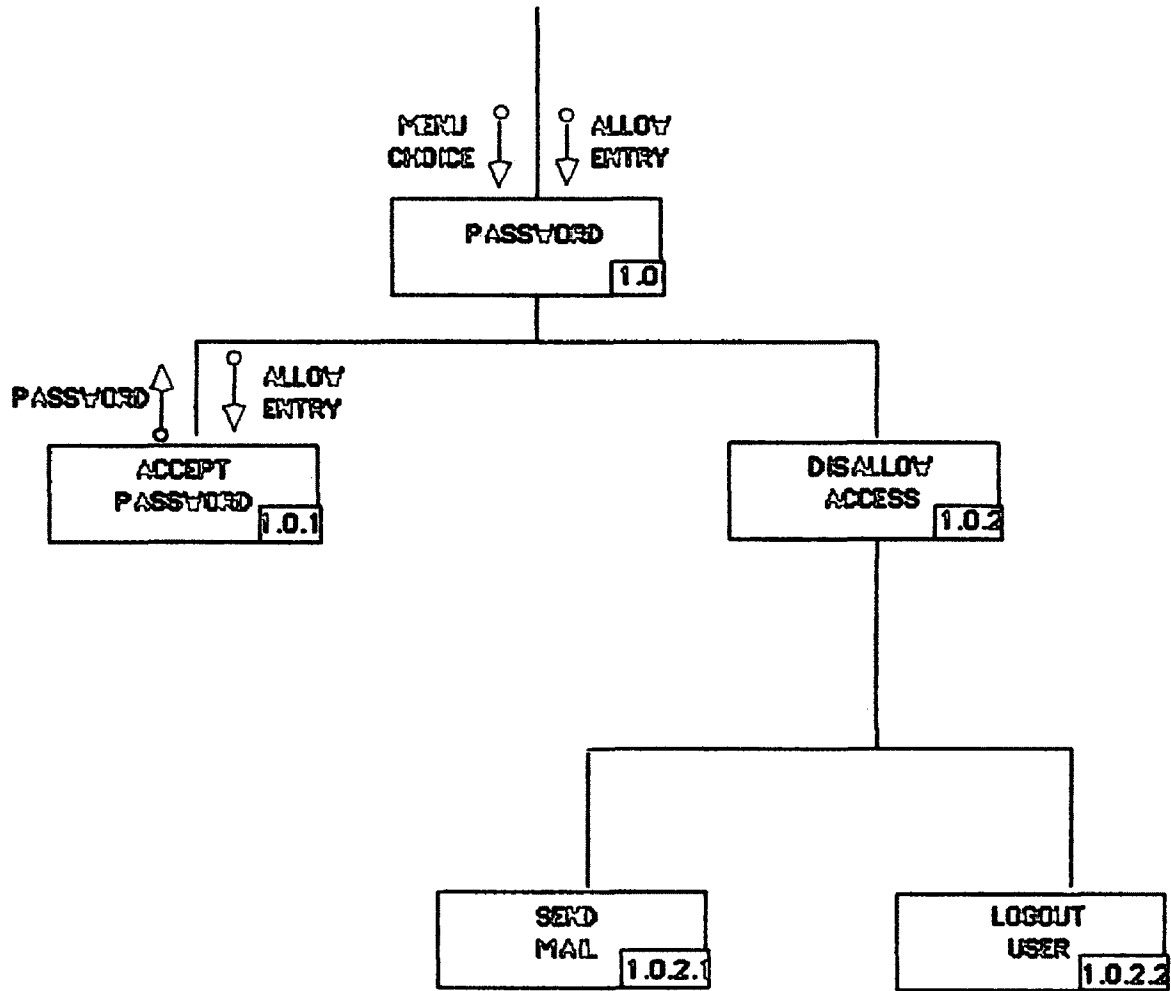 MENU
CHOICE
ALLOW
ENTRY
PASSWORD
1.0
PASSWORD
ALLOW
ENTRY
ACCEPT
PASSWORD
1.0.1
DISALLOW
ACCESS
1.0.2
SEND
MAIL
1.0.2.1
LOGOUT
USER
1.0.2.2